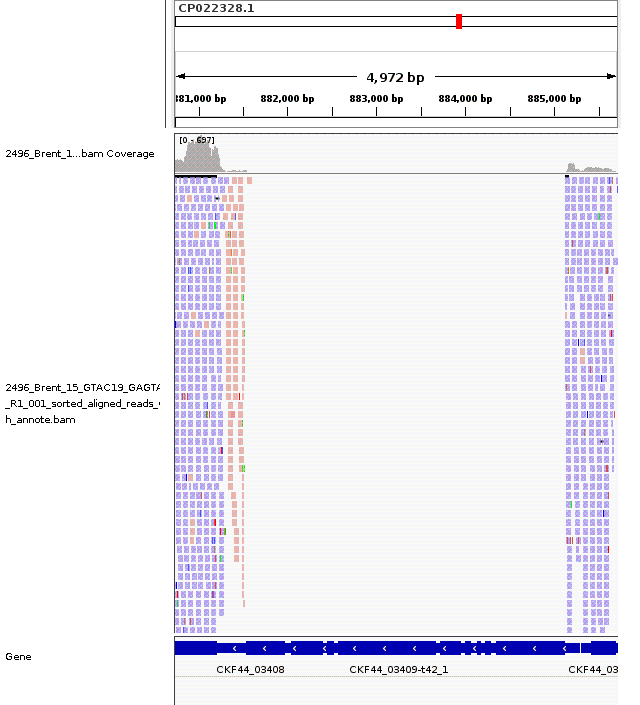 CP022328.1
4,972 bp
881,000 bp 882,000 bp 883,000 bp 884,000 bp 885,000 bp
[0 - 697]
2496_Brent_1...bam Coverage
2496_Brent_15_GTAC19_GAGTA
_R1_001_sorted_aligned_reads_
h_annote.bam
Gene
CKF44_03408 CKF44_03409-t42_1 CKF44_03